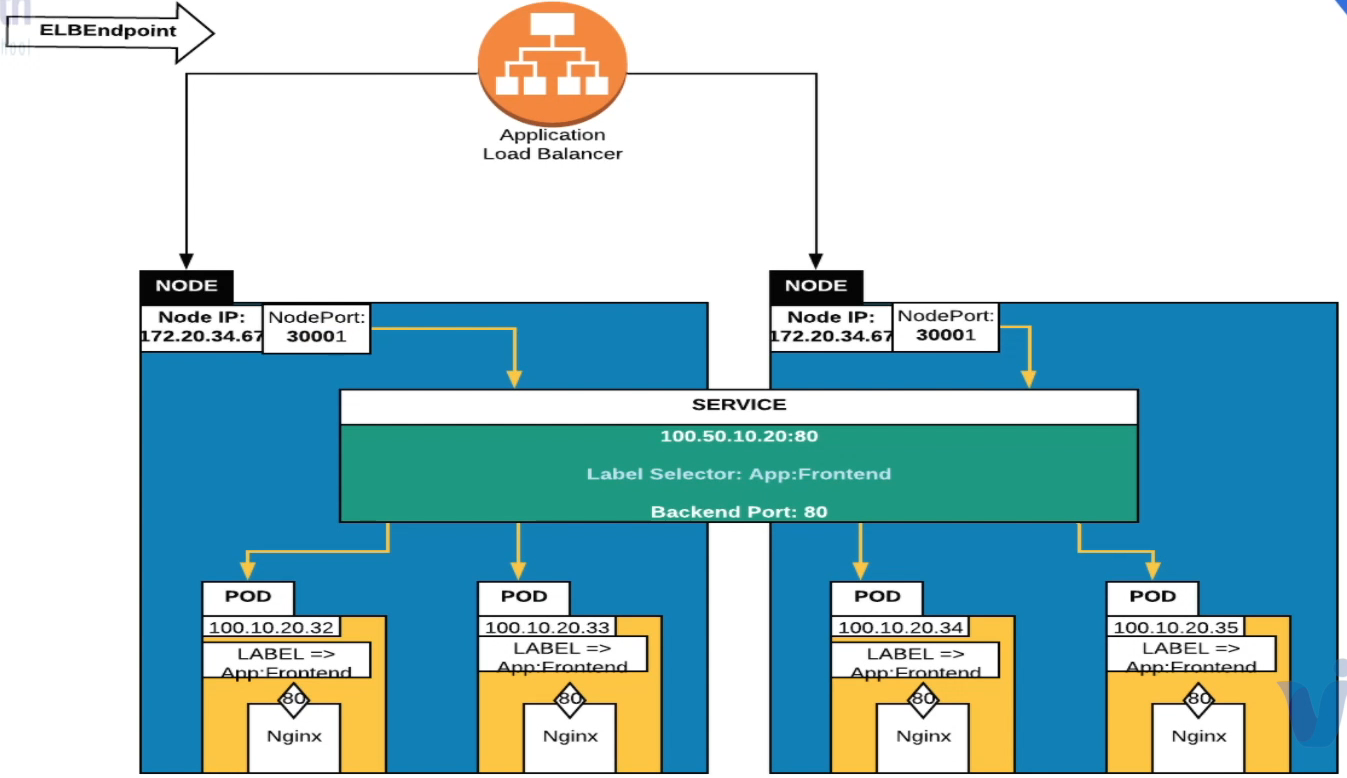 ELBEndpoint
Application
Load Balancer
NODE
Node IP:
172.20.34.67
NodePort:
30001
NODE
Node IP:
172.20.34.67
NodePort:
30001
SERVICE
100.50.10.20:80
Label Selector: App:Frontend
Backend Port: 80
POD
100.10.20.32
LABEL =>
App:Frontend
80
Nginx
POD
100.10.20.33
LABEL =>
App:Frontend
80
Nginx
POD
100.10.20.34
LABEL =>
App:Frontend
80
Nginx
POD
100.10.20.35
LABEL =>
App:Frontend
80
Nginx